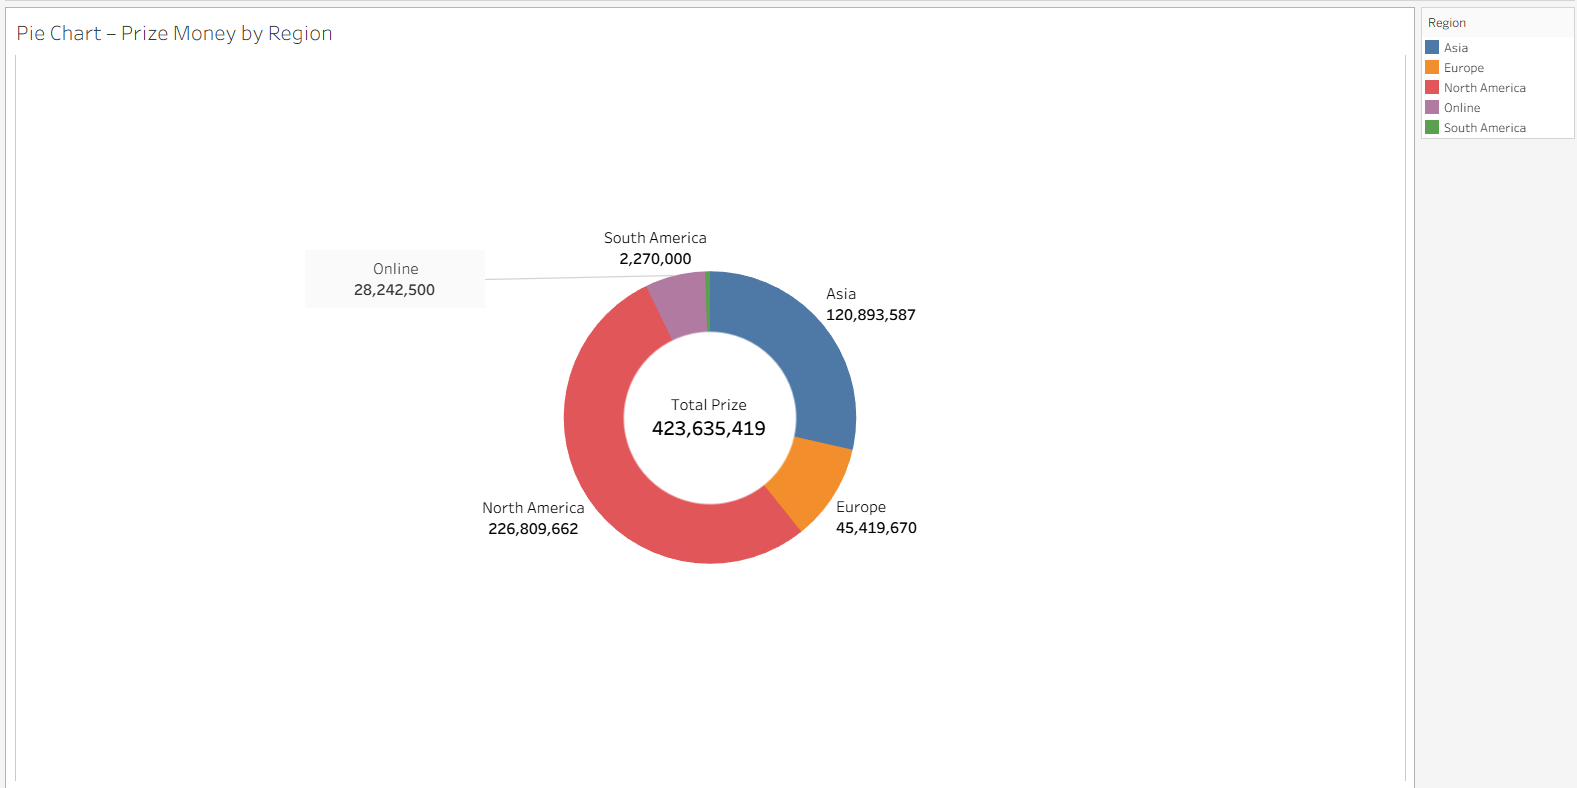 Pie Chart – Prize Money by Region
Region
Asia
Europe
North America
Online
South America
South America
2,270,000
Online
28,242,500
Asia
120,893,587
Total Prize
423,635,419
North America
226,809,662
Europe
45,419,670